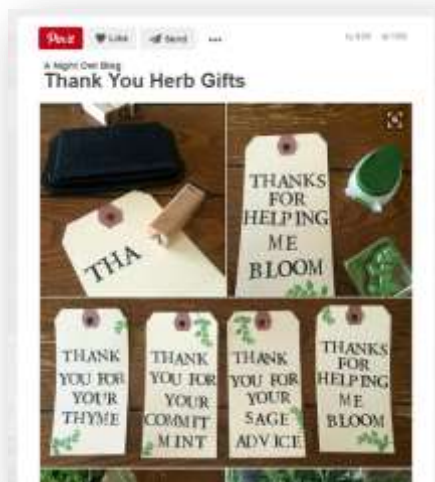 Pin it Like Send ...
A Night Owl Blog
Thank You Herb Gifts
THA
THANKS
FOR
HELPING
ME
BLOOM
THANK
YOU FOR
YOUR
THYME
THANK
YOU FOR
YOUR
COMMIT
MINT
THANK
YOU FOR
YOUR
SAGE
ADVICE
THANKS
FOR
HELPING
ME
BLOOM